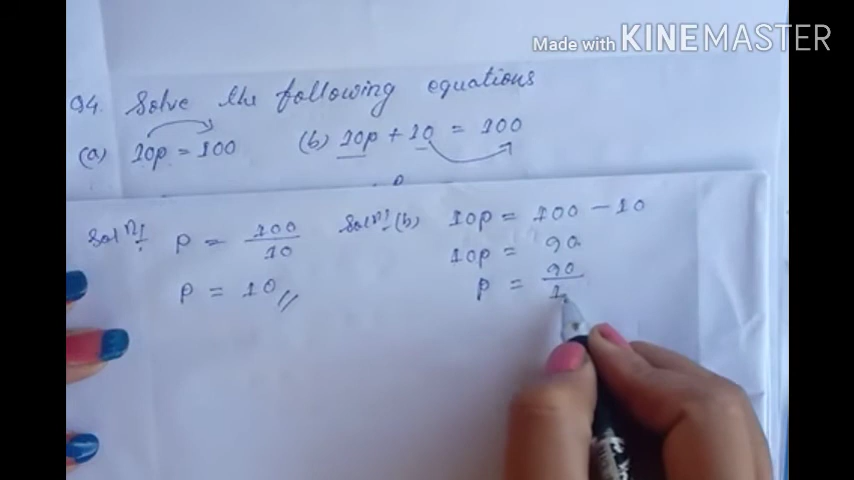 Made with KINEMASTER
Q4. Solve the following equations
(a) 10p = 100 (b) 10p + 10 = 100
Solⁿ:- p = 100/10
p = 10 //
Solⁿ:- (b) 10p = 100 - 10
10p = 90
p = 90/1